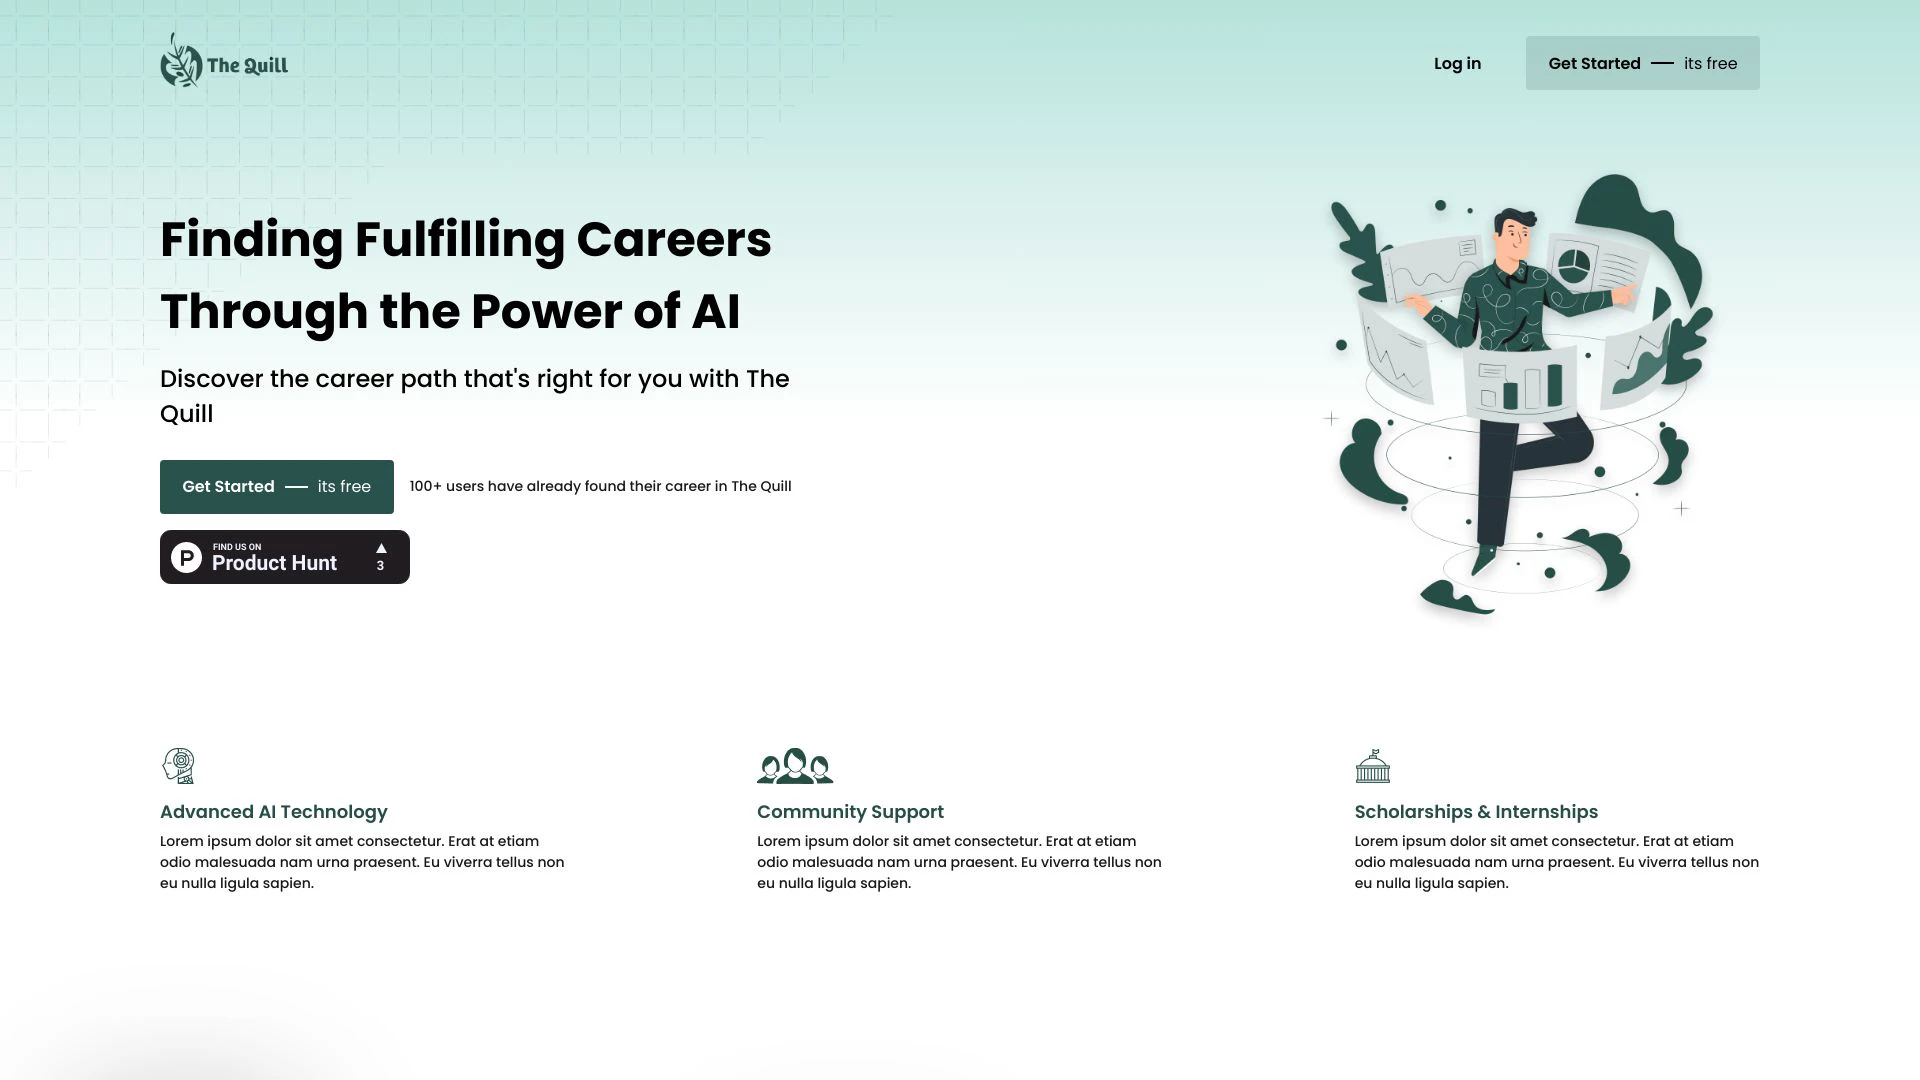 The Quill
Log in
Get Started — its free
Finding Fulfilling Careers
Through the Power of AI
Discover the career path that's right for you with The
Quill
Get Started — its free
100+ users have already found their career in The Quill
P
FIND US ON
Product Hunt
▲
3
Advanced AI Technology
Lorem ipsum dolor sit amet consectetur. Erat at etiam
odio malesuada nam urna praesent. Eu viverra tellus non
eu nulla ligula sapien.
Community Support
Lorem ipsum dolor sit amet consectetur. Erat at etiam
odio malesuada nam urna praesent. Eu viverra tellus non
eu nulla ligula sapien.
Scholarships & Internships
Lorem ipsum dolor sit amet consectetur. Erat at etiam
odio malesuada nam urna praesent. Eu viverra tellus non
eu nulla ligula sapien.